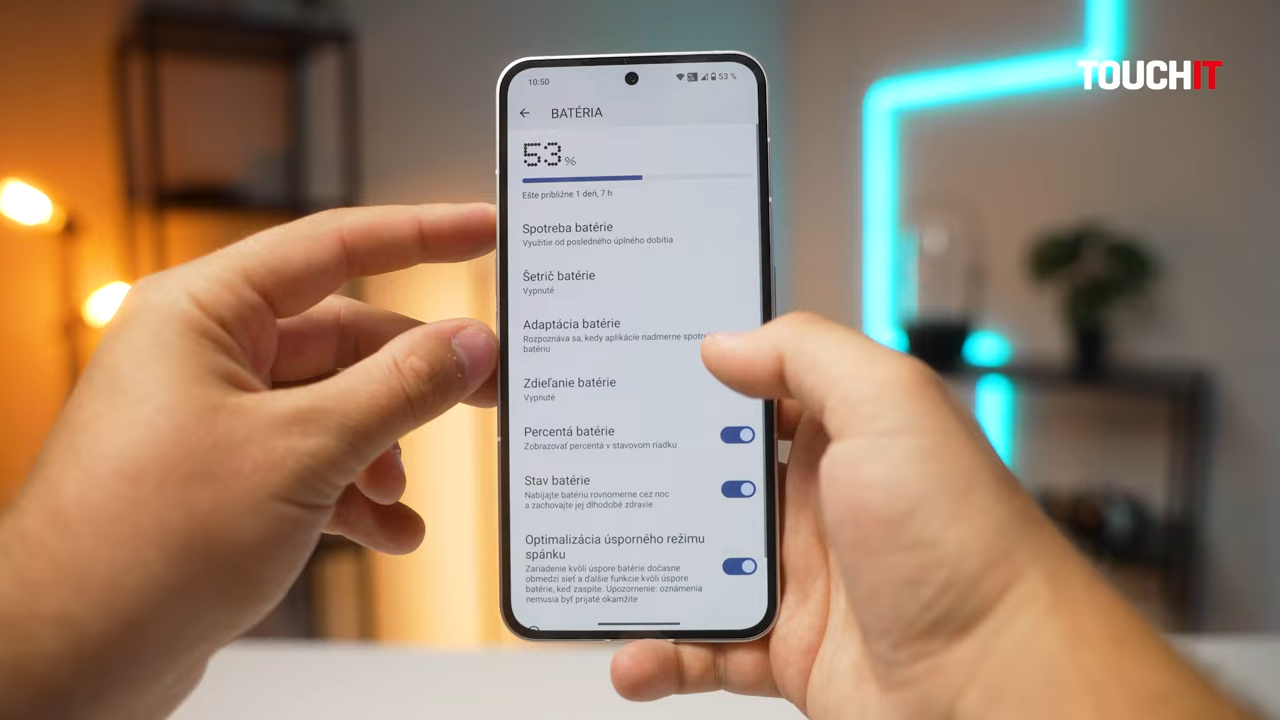 TOUCHIT
10:50
53 %
BATÉRIA
53 %
Ešte približne 1 deň, 7 h
Spotreba batérie
Využitie od posledného úplného dobitia
Šetrič batérie
Vypnuté
Adaptácia batérie
Rozpoznáva sa, kedy aplikácie nadmerne
batériu
Zdieľanie batérie
Vypnuté
Percentá batérie
Zobrazovať percentá v stavovom riadku
Stav batérie
Nabíjajte batériu rovnomerne cez noc
a zachovajte jej dlhodobé zdravie
Optimalizácia úsporného režimu
spánku
Zariadenie kvôli úspore batérie dočasne
obmedzí sieť a ďalšie funkcie kvôli úspore
batérie, keď zaspíte. Upozornenie: oznámenia
nemusia byť prijaté okamžite